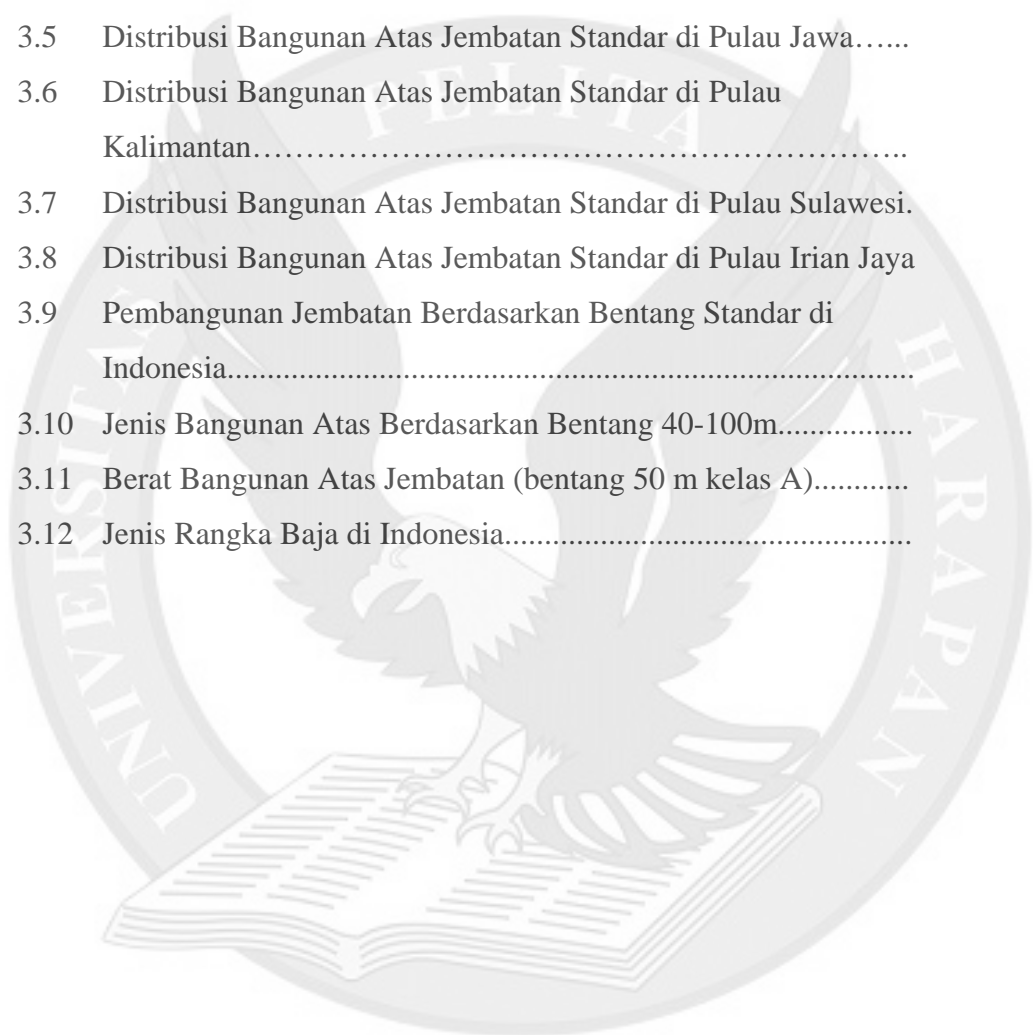 3.5 Distribusi Bangunan Atas Jembatan Standar di Pulau Jawa…...
3.6 Distribusi Bangunan Atas Jembatan Standar di Pulau
Kalimantan………………………………………………………..
3.7 Distribusi Bangunan Atas Jembatan Standar di Pulau Sulawesi.
3.8 Distribusi Bangunan Atas Jembatan Standar di Pulau Irian Jaya
3.9 Pembangunan Jembatan Berdasarkan Bentang Standar di
Indonesia......................................................................................
3.10 Jenis Bangunan Atas Berdasarkan Bentang 40-100m.................
3.11 Berat Bangunan Atas Jembatan (bentang 50 m kelas A)............
3.12 Jenis Rangka Baja di Indonesia...................................................
UNIVERSITAS PELITA HARAPAN